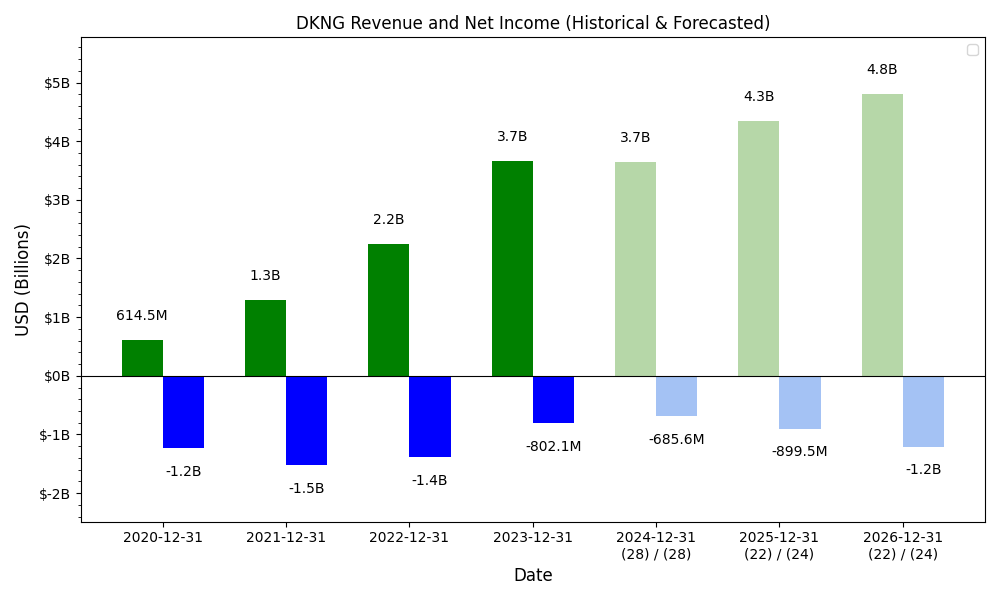 DKNG Revenue and Net Income (Historical & Forecasted)
USD (Billions)
$5B
$4B
$3B
$2B
$1B
$0B
$-1B
$-2B
614.5M
1.3B
2.2B
3.7B
3.7B
4.3B
4.8B
-1.2B
-1.5B
-1.4B
-802.1M
-685.6M
-899.5M
-1.2B
2020-12-31
2021-12-31
2022-12-31
2023-12-31
2024-12-31
(28) / (28)
2025-12-31
(22) / (24)
2026-12-31
(22) / (24)
Date